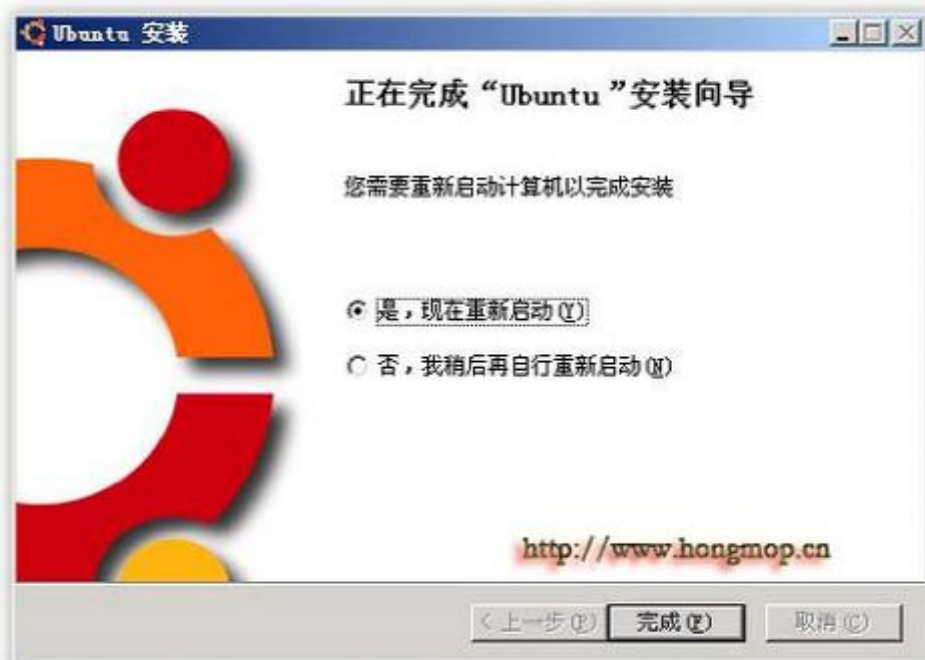 Ubuntu 安装
正在完成“Ubuntu”安装向导
您需要重新启动计算机以完成安装
是，现在重新启动(Y)
否，我稍后再自行重新启动(N)
http://www.hongmop.cn
<上一步(P) 完成(F) 取消(C)